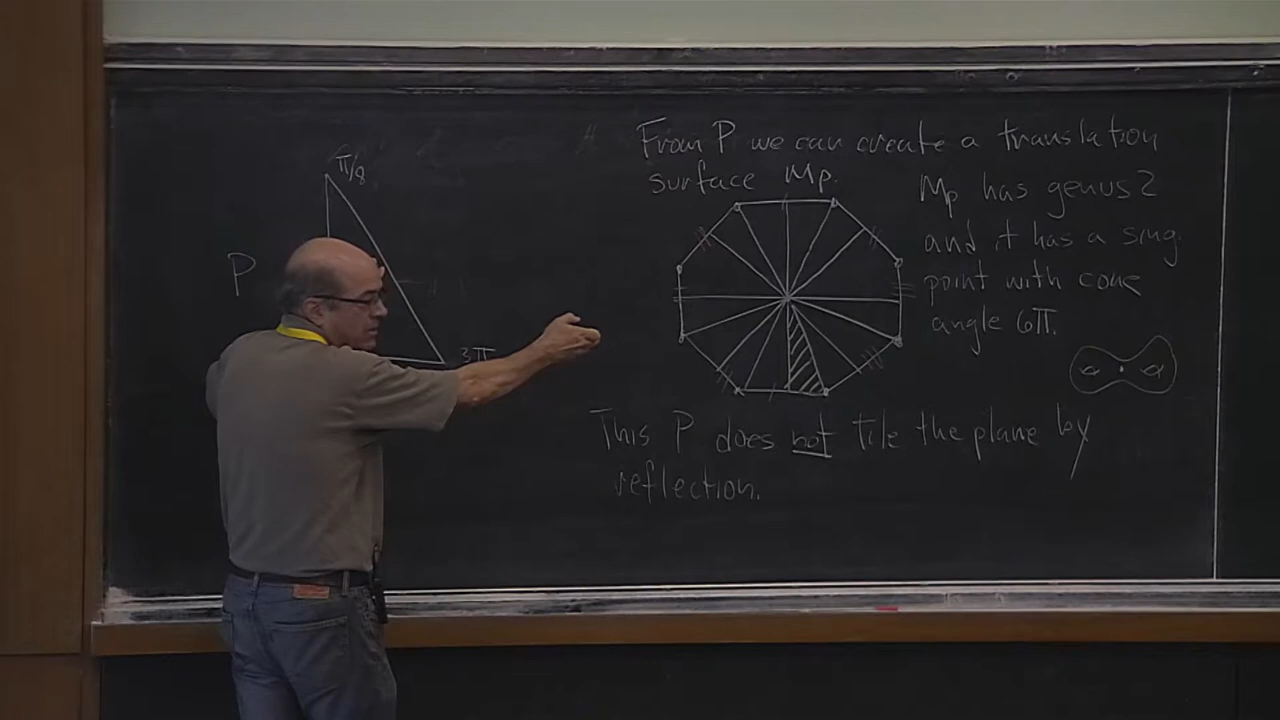 π/8
P
3π
From P we can create a translation
surface Mp.
Mp has genus 2
and it has a sing.
point with cone
angle 6π.
This P does not tile the plane by
reflection.